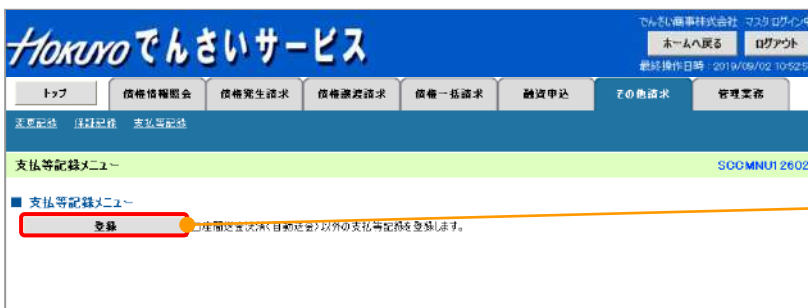 でんさい商事株式会社 マスタ ログイン中
Hokuyoでんさいサービス
ホームへ戻る ログアウト
最終操作日時：2019/09/02 10:52:5
トップ 債権情報照会 債権発生請求 債権譲渡請求 債権一括請求 融資申込 その他請求 管理業務
変更記録 保証記録 支払等記録
支払等記録メニュー SCCMNU12602
■ 支払等記録メニュー
登録 口座間送金決済(自動送金)以外の支払等記録を登録します。